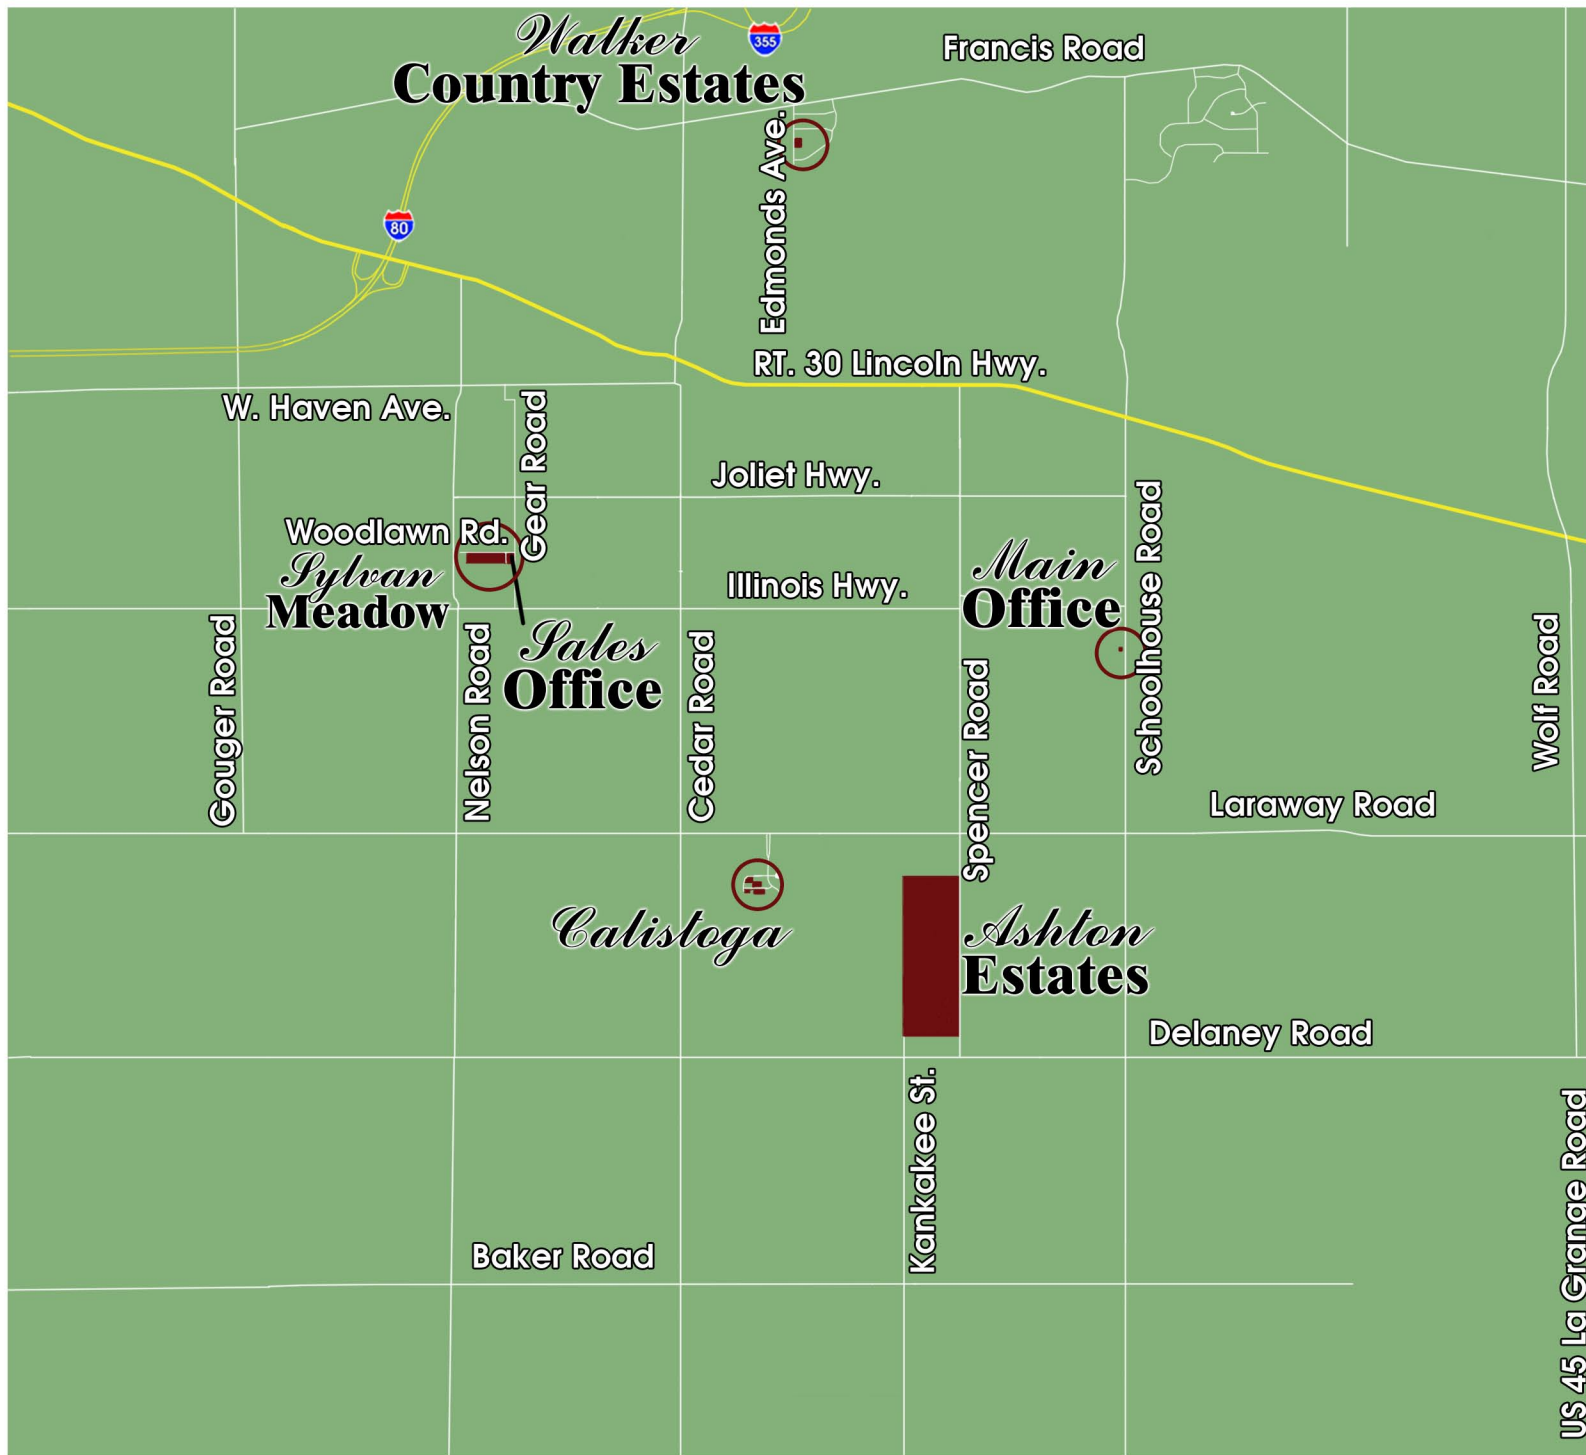 Walker
Country Estates
355
Francis Road
Edmonds Ave.
80
RT. 30 Lincoln Hwy.
W. Haven Ave.
Gear Road
Joliet Hwy.
Woodlawn Rd.
Sylvan
Meadow
Illinois Hwy.
Main
Office
Schoolhouse Road
Sales
Office
Gouger Road
Nelson Road
Cedar Road
Spencer Road
Wolf Road
Laraway Road
Calistoga
Ashton
Estates
Delaney Road
Kankakee St.
Baker Road
US 45 La Grange Road